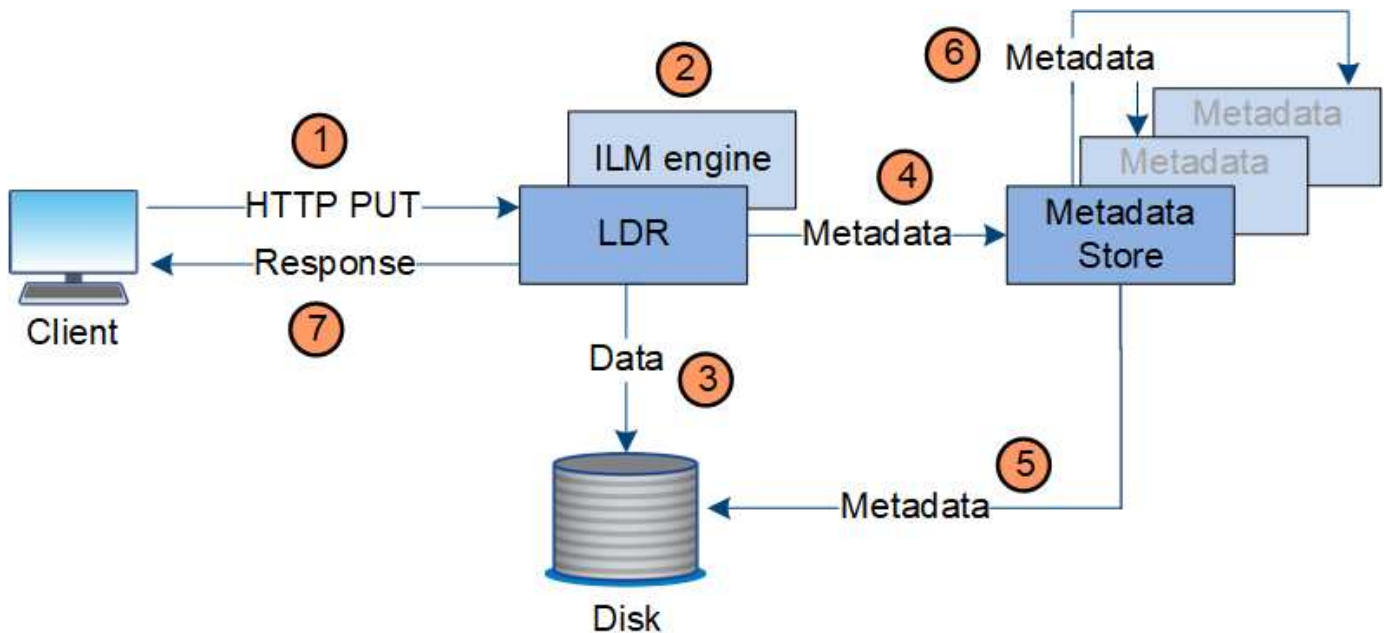 6
Metadata
2
Metadata
1
ILM engine
Metadata
4
HTTP PUT
LDR
Metadata
Metadata
Store
Response
Client
7
Data
3
5
Metadata
Disk